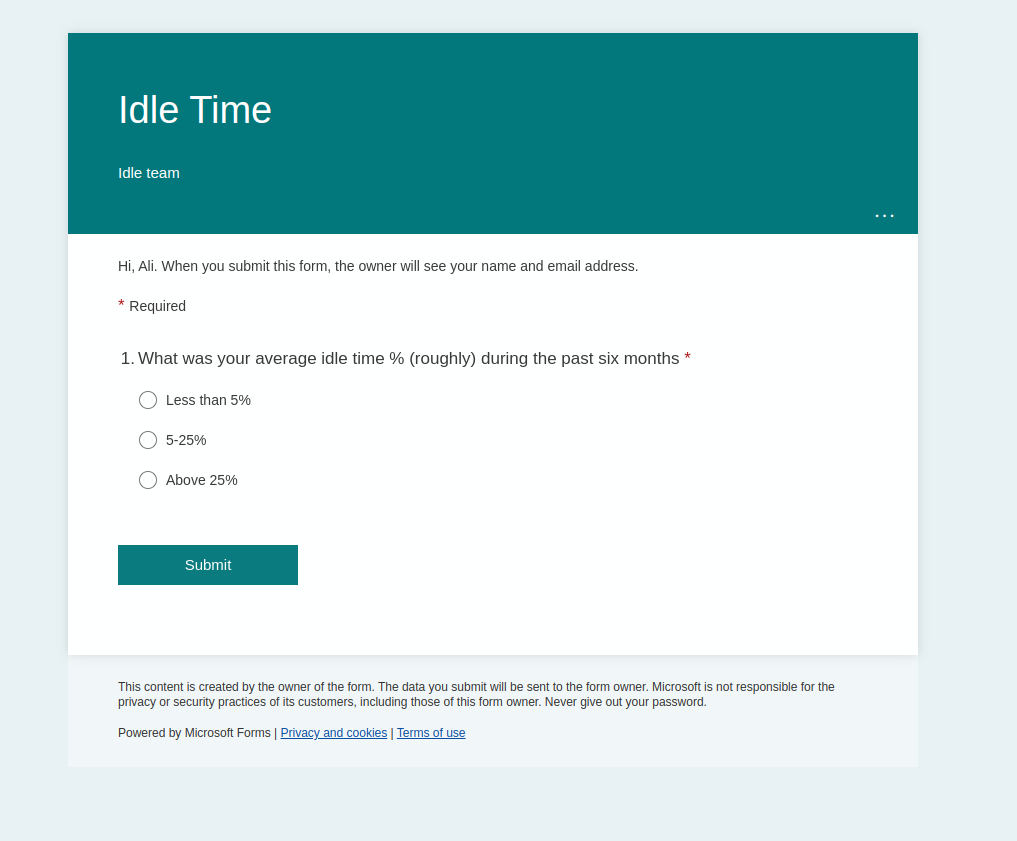 Idle Time
Idle team
...
Hi, Ali. When you submit this form, the owner will see your name and email address.
* Required
1. What was your average idle time % (roughly) during the past six months *
Less than 5%
5-25%
Above 25%
Submit
This content is created by the owner of the form. The data you submit will be sent to the form owner. Microsoft is not responsible for the
privacy or security practices of its customers, including those of this form owner. Never give out your password.
Powered by Microsoft Forms | Privacy and cookies | Terms of use